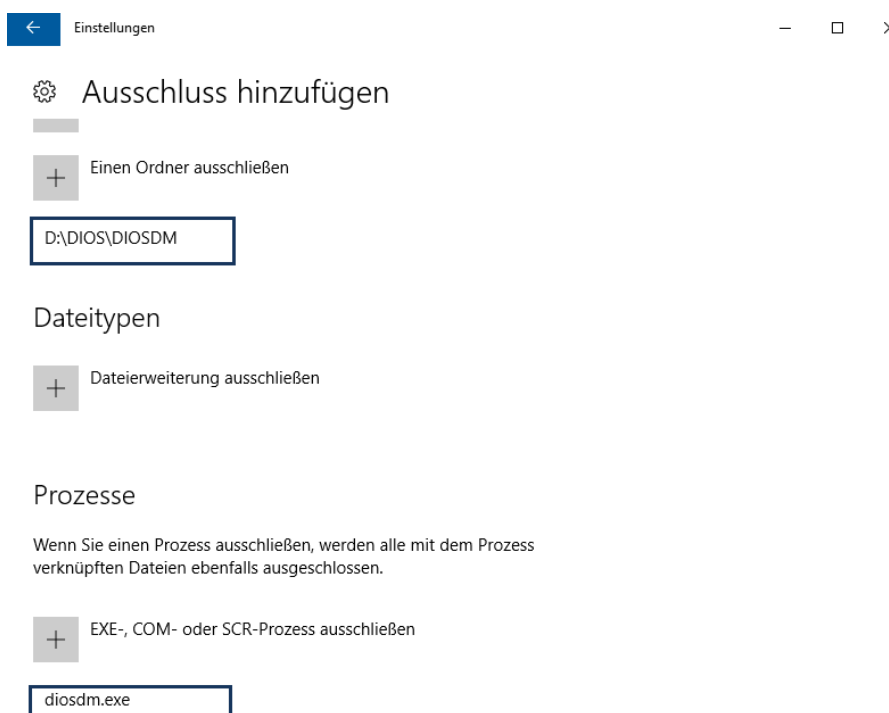 Einstellungen
Ausschluss hinzufügen
Einen Ordner ausschließen
D:\DIOS\DIOSDM
Dateitypen
Dateierweiterung ausschließen
Prozesse
Wenn Sie einen Prozess ausschließen, werden alle mit dem Prozess
verknüpften Dateien ebenfalls ausgeschlossen.
EXE-, COM- oder SCR-Prozess ausschließen
diosdm.exe